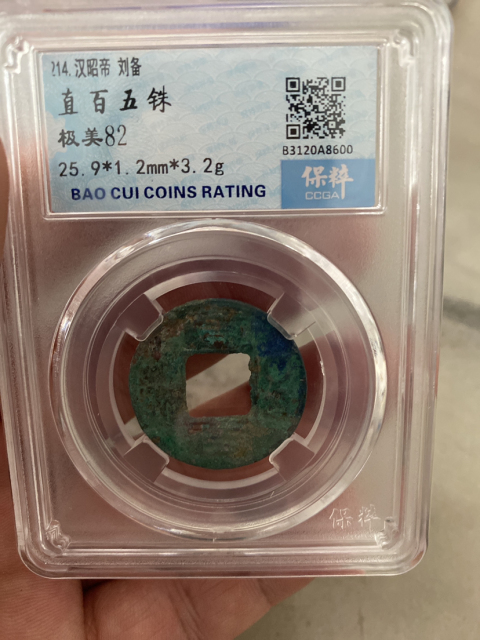 214.汉昭帝 刘备
直百五铢
极美82
25.9*1.2mm*3.2g
BAO CUI COINS RATING
B3120A8600
保粹
CCGA
保粹